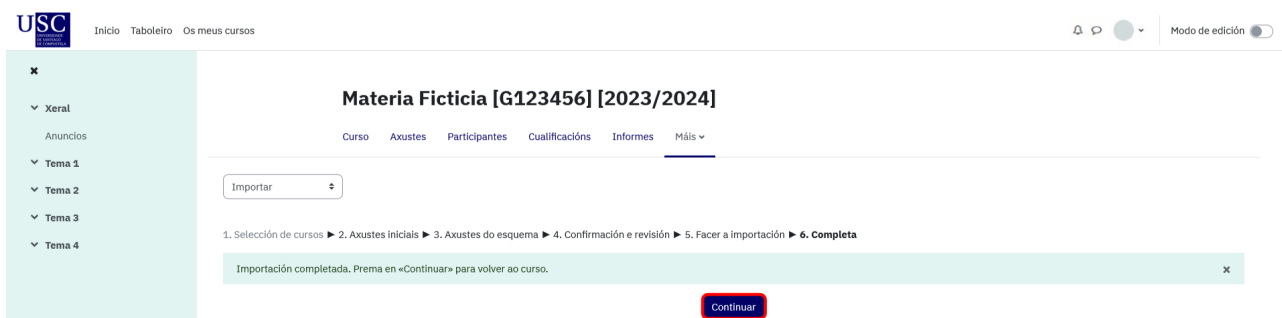 USC
UNIVERSIDADE
DE SANTIAGO
DE COMPOSTELA
Inicio Taboleiro Os meus cursos
Modo de edición
Xeral
Anuncios
Tema 1
Tema 2
Tema 3
Tema 4
Materia Ficticia [G123456] [2023/2024]
Curso Axustes Participantes Cualificacións Informes Máis
Importar
1. Selección de cursos ► 2. Axustes iniciais ► 3. Axustes do esquema ► 4. Confirmación e revisión ► 5. Facer a importación ► 6. Completa
Importación completada. Prema en «Continuar» para volver ao curso.
Continuar